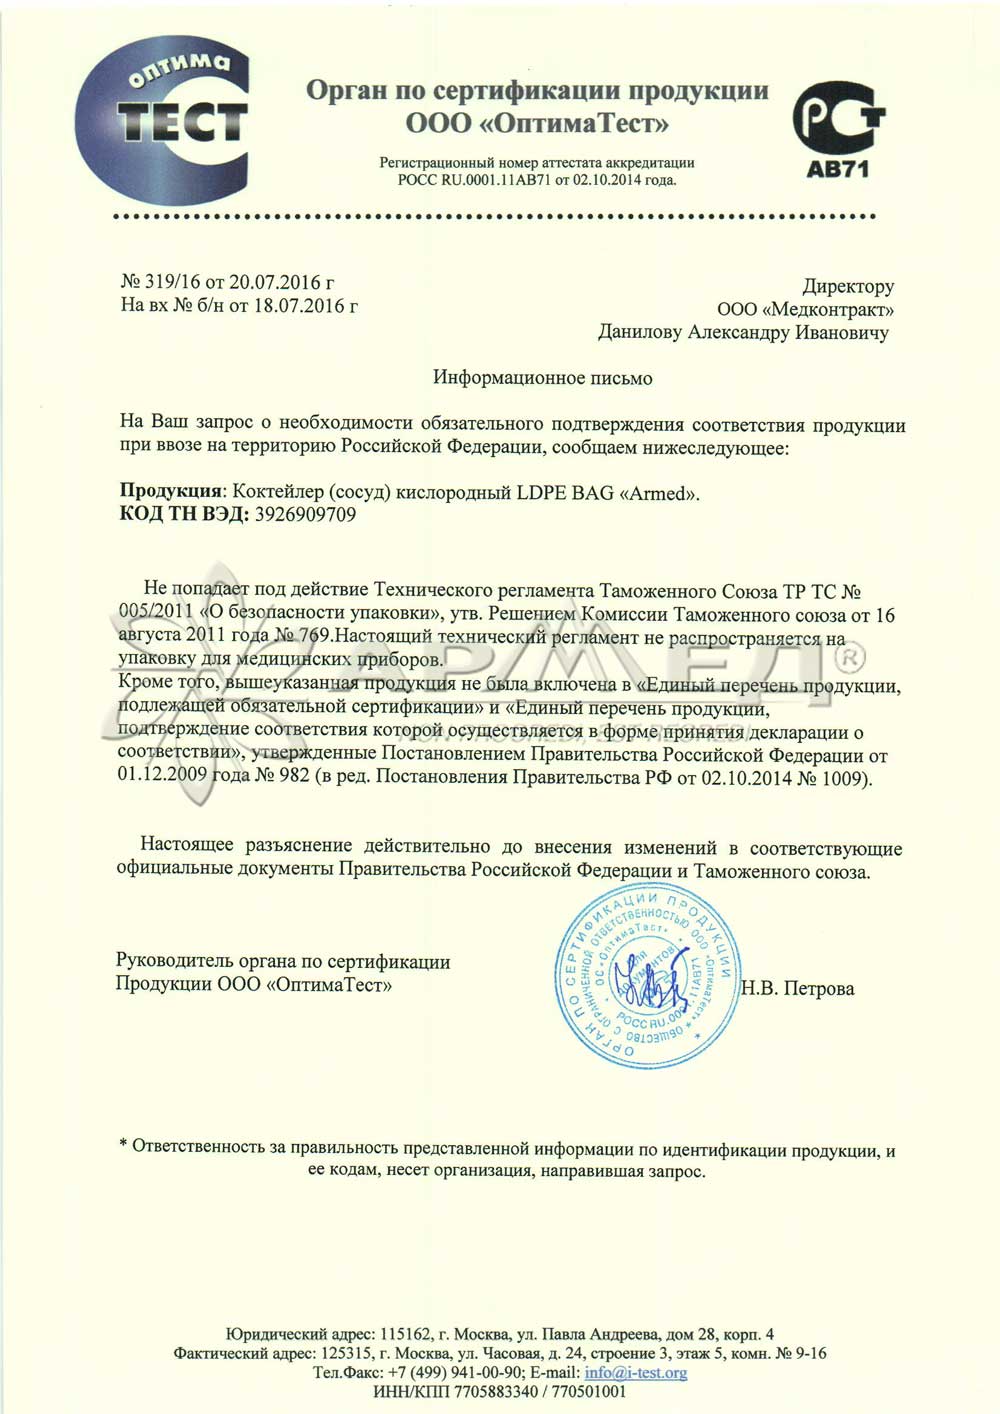 оптима
ТЕСТ
Орган по сертификации продукции
ООО «ОптимаТест»
Регистрационный номер аттестата аккредитации
РОСС RU.0001.11АВ71 от 02.10.2014 года.
РСТ
АВ71
№ 319/16 от 20.07.2016 г
На вх № б/н от 18.07.2016 г
Директору
ООО «Медконтракт»
Данилову Александру Ивановичу
Информационное письмо
На Ваш запрос о необходимости обязательного подтверждения соответствия продукции
при ввозе на территорию Российской Федерации, сообщаем нижеследующее:
Продукция: Коктейлер (сосуд) кислородный LDPE BAG «Armed».
КОД ТН ВЭД: 3926909709
Не попадает под действие Технического регламента Таможенного Союза ТР ТС №
005/2011 «О безопасности упаковки», утв. Решением Комиссии Таможенного союза от 16
августа 2011 года № 769.Настоящий технический регламент не распространяется на
упаковку для медицинских приборов.
АРМЕД®
Кроме того, вышеуказанная продукция не была включена в «Единый перечень продукции,
подлежащей обязательной сертификации» и «Единый перечень продукции,
подтверждение соответствия которой осуществляется в форме принятия декларации о
соответствии», утвержденные Постановлением Правительства Российской Федерации от
01.12.2009 года № 982 (в ред. Постановления Правительства РФ от 02.10.2014 № 1009).
Настоящее разъяснение действительно до внесения изменений в соответствующие
официальные документы Правительства Российской Федерации и Таможенного союза.
Руководитель органа по сертификации
Продукции ООО «ОптимаТест»
ОРГАН ПО СЕРТИФИКАЦИИ ПРОДУКЦИИ
ОБЩЕСТВО С ОГРАНИЧЕННОЙ ОТВЕТСТВЕННОСТЬЮ ООО «ОптимаТест»
ОС «ОптимаТест»
РОСС RU.0001.11АВ71
для документов
Н.В. Петрова
* Ответственность за правильность представленной информации по идентификации продукции, и
ее кодам, несет организация, направившая запрос.
Юридический адрес: 115162, г. Москва, ул. Павла Андреева, дом 28, корп. 4
Фактический адрес: 125315, г. Москва, ул. Часовая, д. 24, строение 3, этаж 5, комн. № 9-16
Тел.Факс: +7 (499) 941-00-90; E-mail: info@i-test.org
ИНН/КПП 7705883340 / 770501001